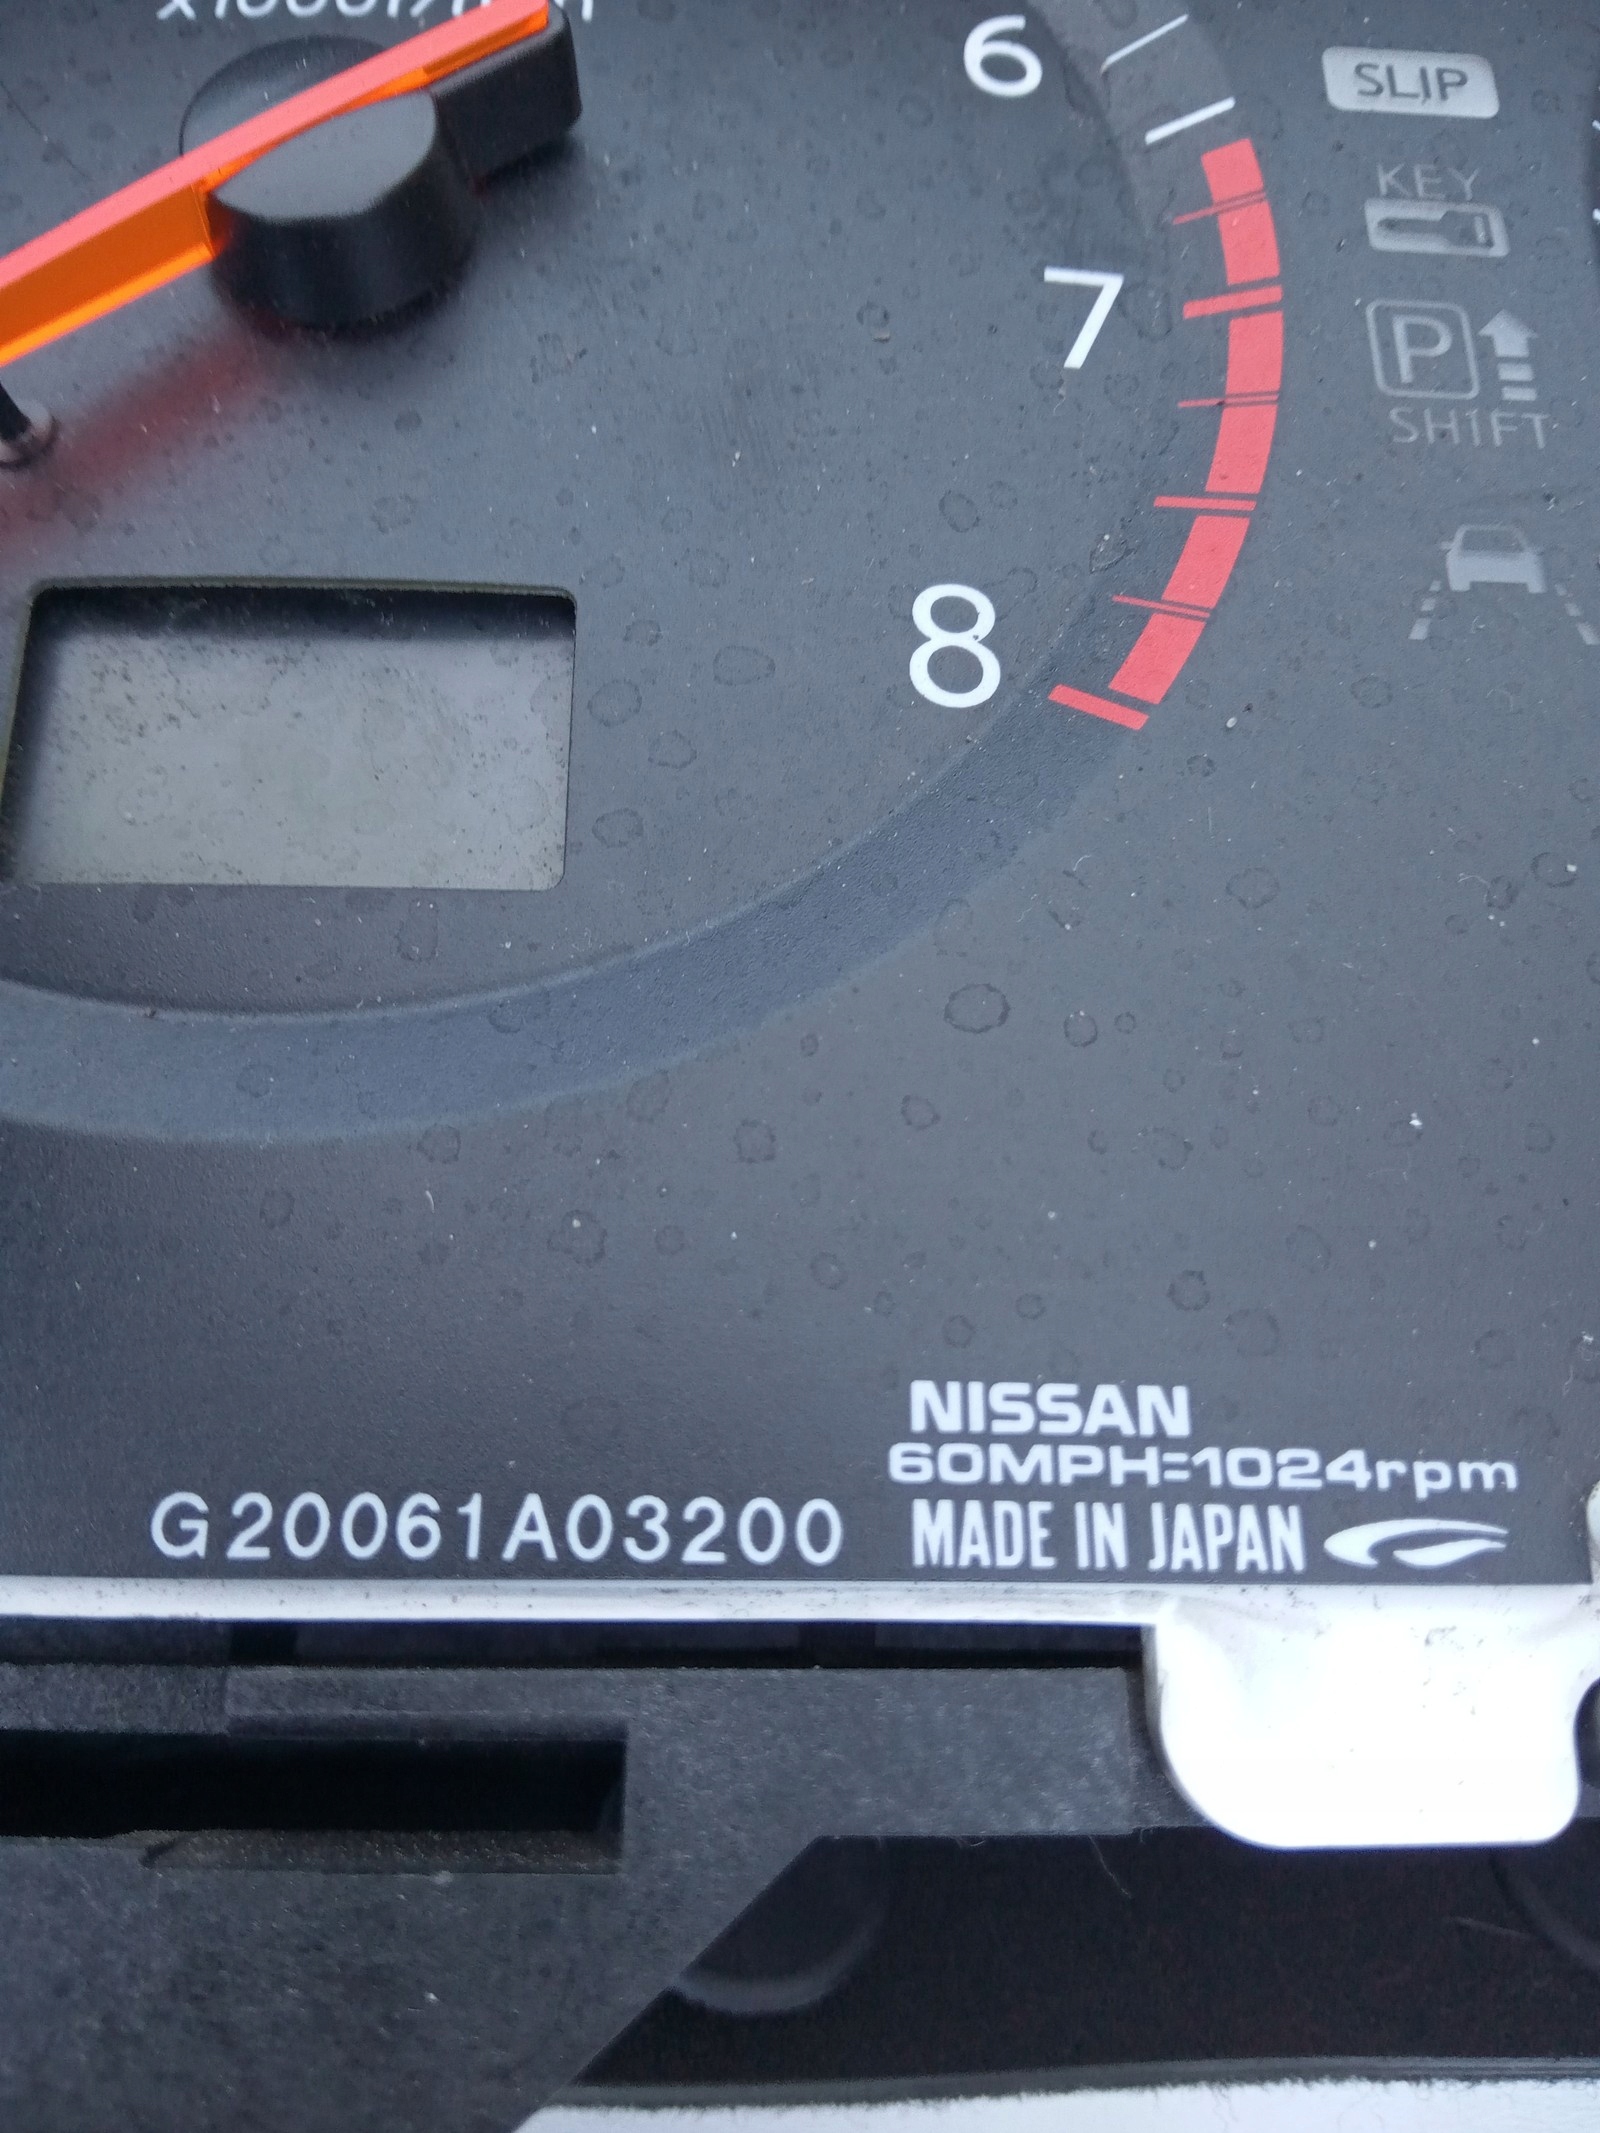 6
SLIP
KEY
7
P
SHIFT
8
NISSAN
60MPH=1024rpm
G20061A03200
MADE IN JAPAN